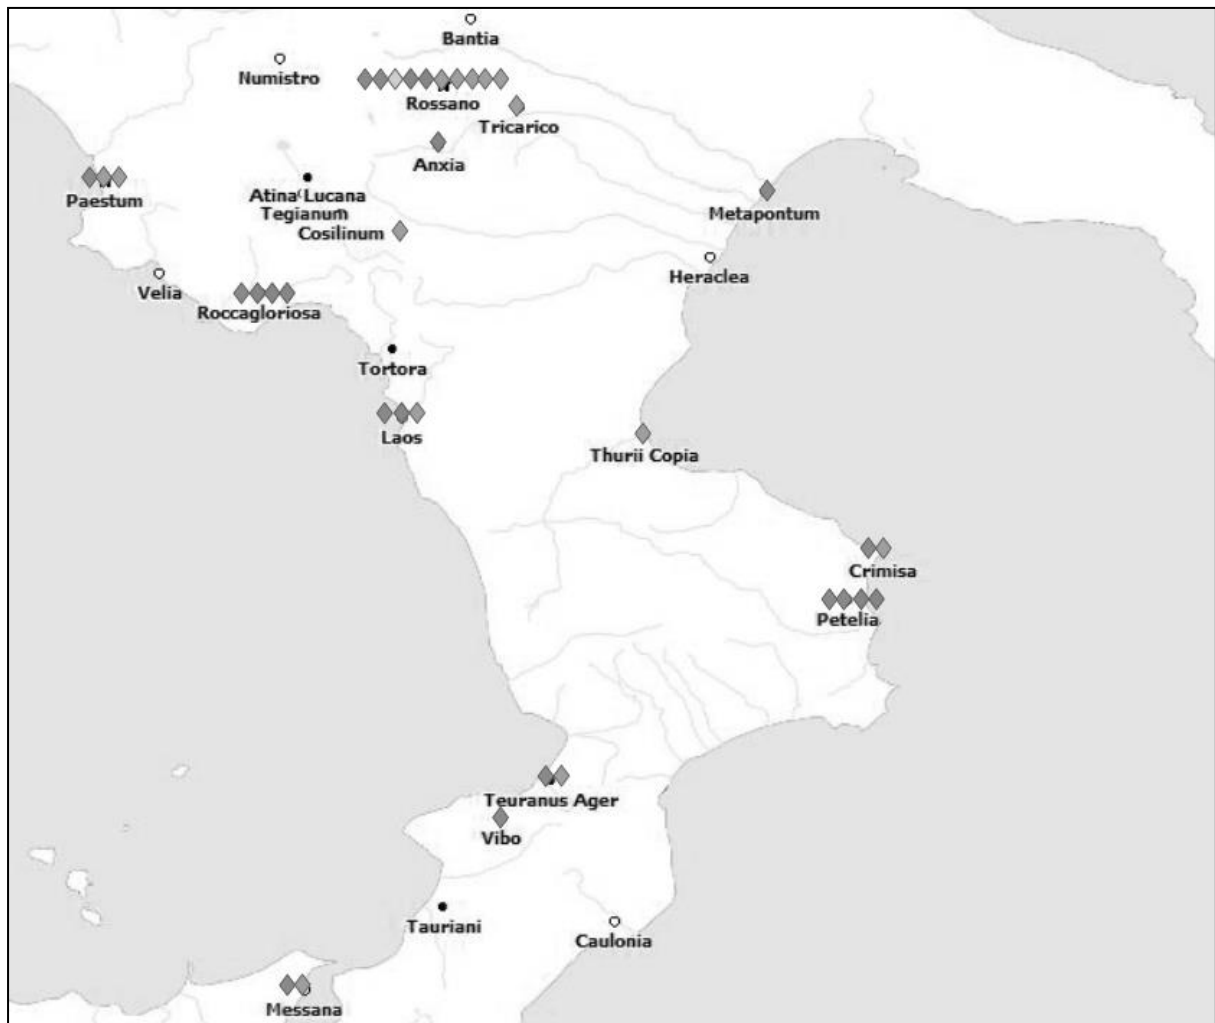 Bantia
Numistro
Rossano
Tricarico
Anxia
Paestum
Atina Lucana
Tegianum
Metapontum
Cosilinum
Heraclea
Velia
Roccagloriosa
Tortora
Laos
Thurii Copia
Crimisa
Petelia
Teuranus Ager
Vibo
Tauriani
Caulonia
Messana